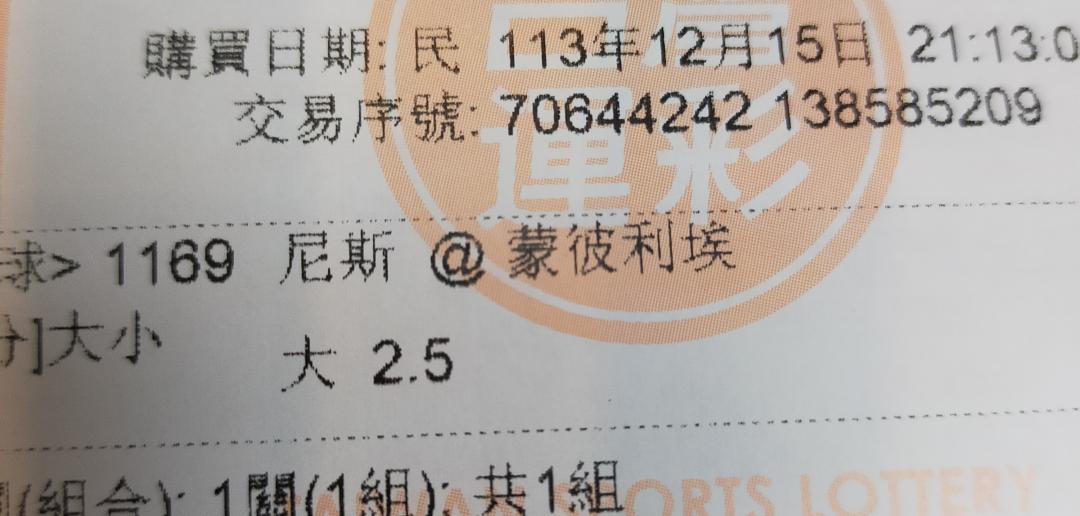 購買日期: 民 113年12月15日 21:13:0
交易序號: 70644242 138585209
運彩
球> 1169 尼斯 @ 蒙彼利埃
分]大小 大 2.5
(組合): 1關(1組); 共1組
SPORTS LOTTERY